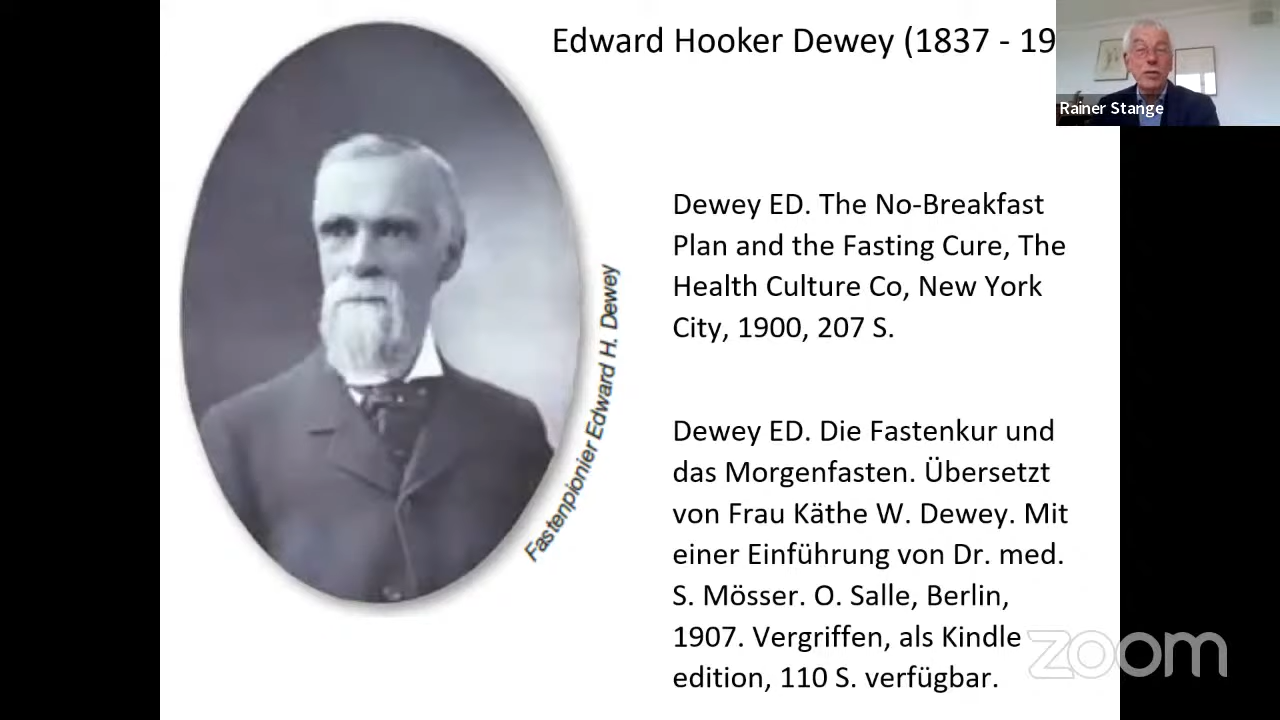 Edward Hooker Dewey (1837 - 19
Rainer Stange
Dewey ED. The No-Breakfast
Plan and the Fasting Cure, The
Health Culture Co, New York
City, 1900, 207 S.
Fastenpionier Edward H. Dewey
Dewey ED. Die Fastenkur und
das Morgenfasten. Übersetzt
von Frau Käthe W. Dewey. Mit
einer Einführung von Dr. med.
S. Mösser. O. Salle, Berlin,
1907. Vergriffen, als Kindle
edition, 110 S. verfügbar.
zoom